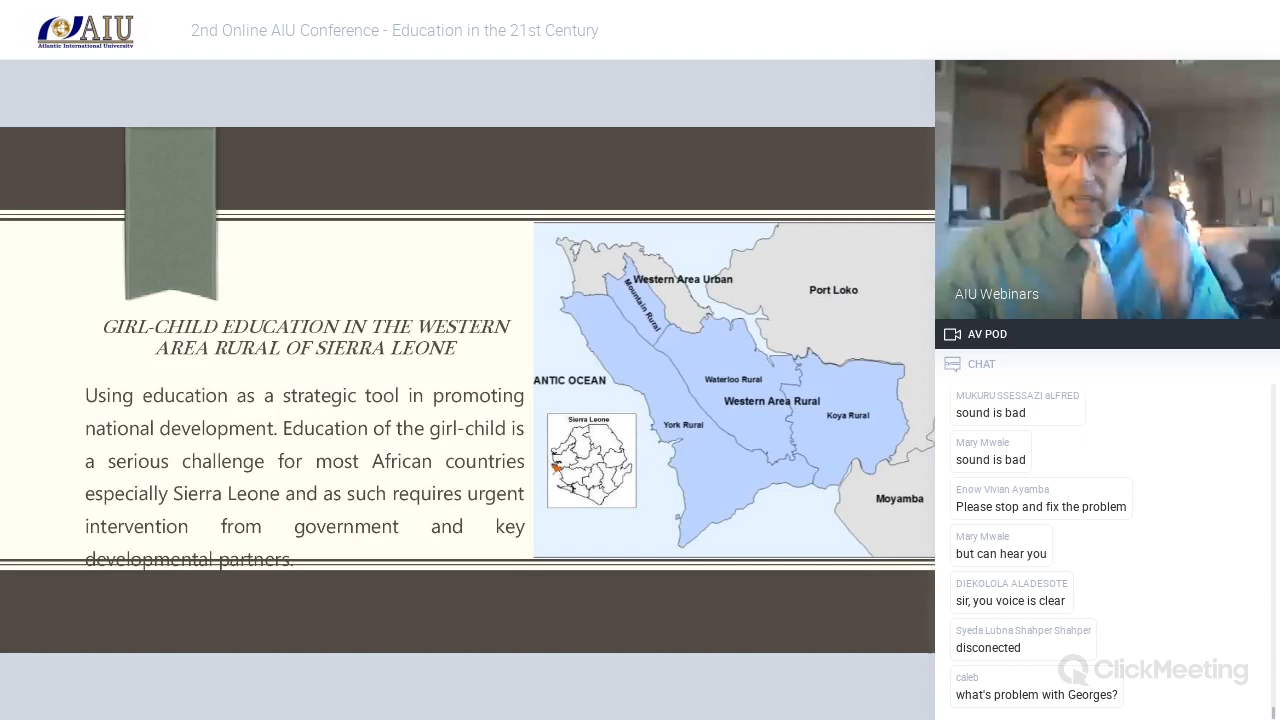 AIU
Atlantic International University
2nd Online AIU Conference - Education in the 21st Century
GIRL-CHILD EDUCATION IN THE WESTERN
AREA RURAL OF SIERRA LEONE
Using education as a strategic tool in promoting
national development. Education of the girl-child is
a serious challenge for most African countries
especially Sierra Leone and as such requires urgent
intervention from government and key
developmental partners.
Western Area Urban
Port Loko
Mountain Rural
ANTIC OCEAN
Waterloo Rural
Western Area Rural
Koya Rural
York Rural
Sierra Leone
Moyamba
AIU Webinars
AV POD
CHAT
MUKURU SSESSAZI aLFRED
sound is bad
Mary Mwale
sound is bad
Enow Vivian Ayamba
Please stop and fix the problem
Mary Mwale
but can hear you
DIEKOLOLA ALADESOTE
sir, you voice is clear
Syeda Lubna Shahper Shahper
disconected
caleb
what's problem with Georges?
ClickMeeting